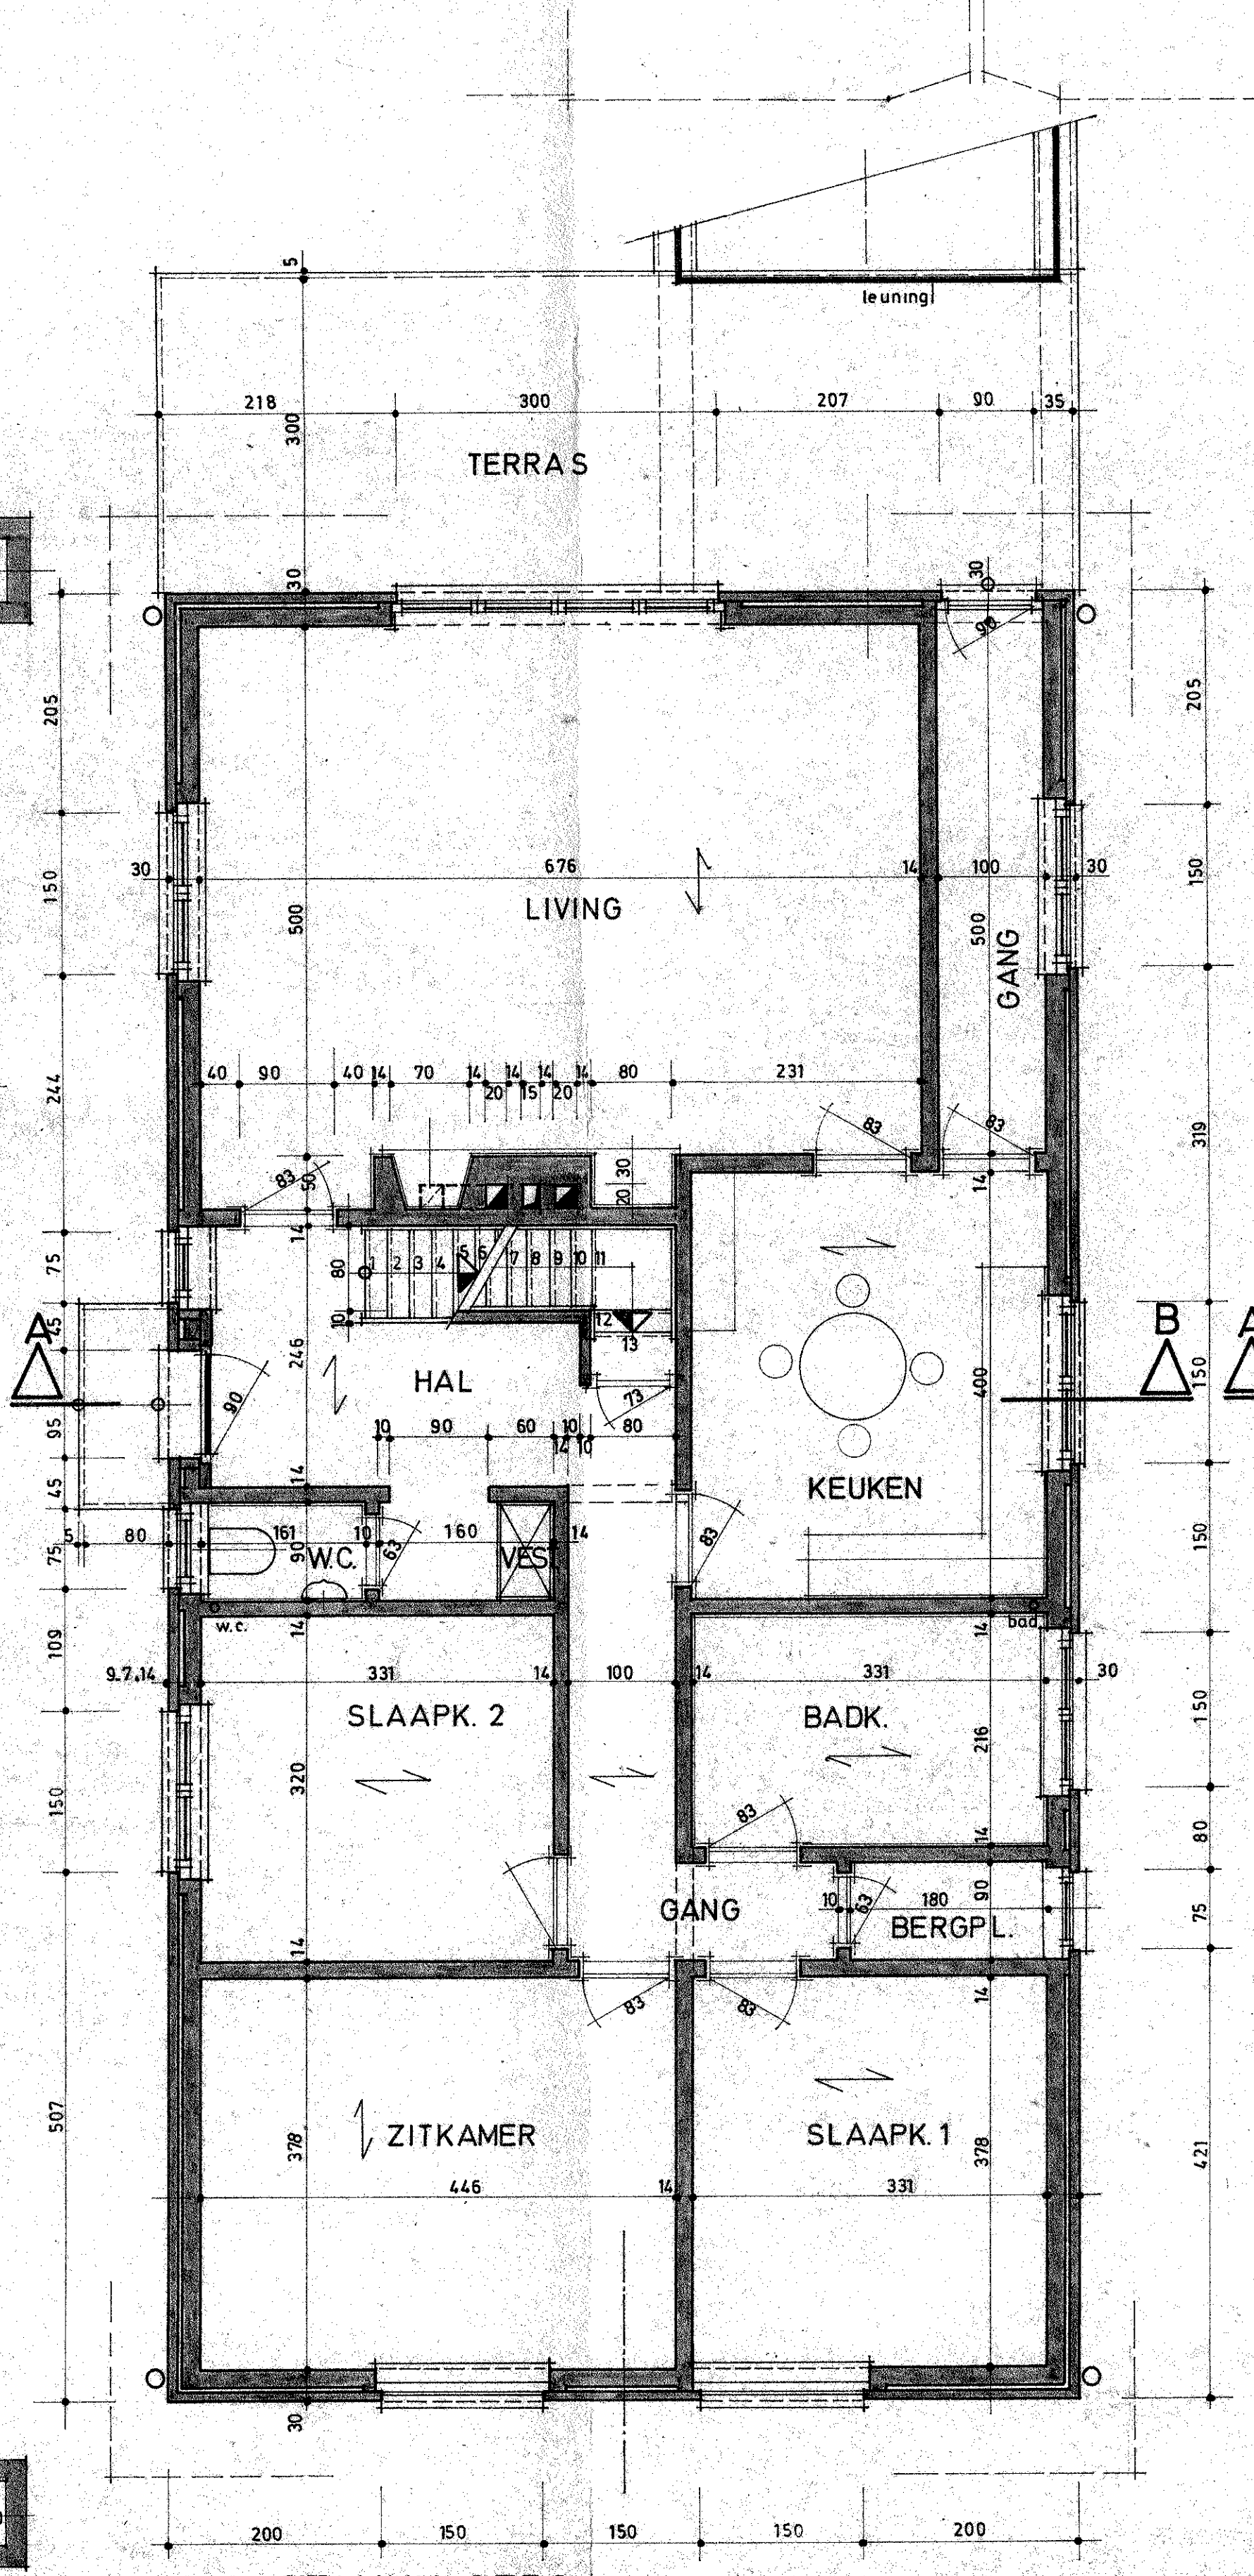 5
leuning
218 300 207 90 35
300
TERRAS
30 30
90
205 205
30 676 14 100 30
150 150
LIVING
500 500
GANG
244 319
40 90 40 14 70 14 14 14 14 80 231
20 15 20
83 83 83
50 30
20
14 14
75 80 1 2 3 4 5 6 7 8 9 10 11
10 12
13
A 45 B A
246
HAL 73 400 150
90
95 10 90 60 10 80
14 10
14
KEUKEN
45 83
5 80 161 10 160 14
75 90 W.C. 63 VES. 150
w.c. bad
14 14
109
9.7.14 331 14 100 14 331 30
SLAAPK. 2 BADK.
150
216
320
150 83 14 80
GANG 10 63 180 90 75
BERGPL.
14 83 83 14
507 ZITKAMER SLAAPK. 1
378 378 421
446 14 331
30
200 150 150 150 200